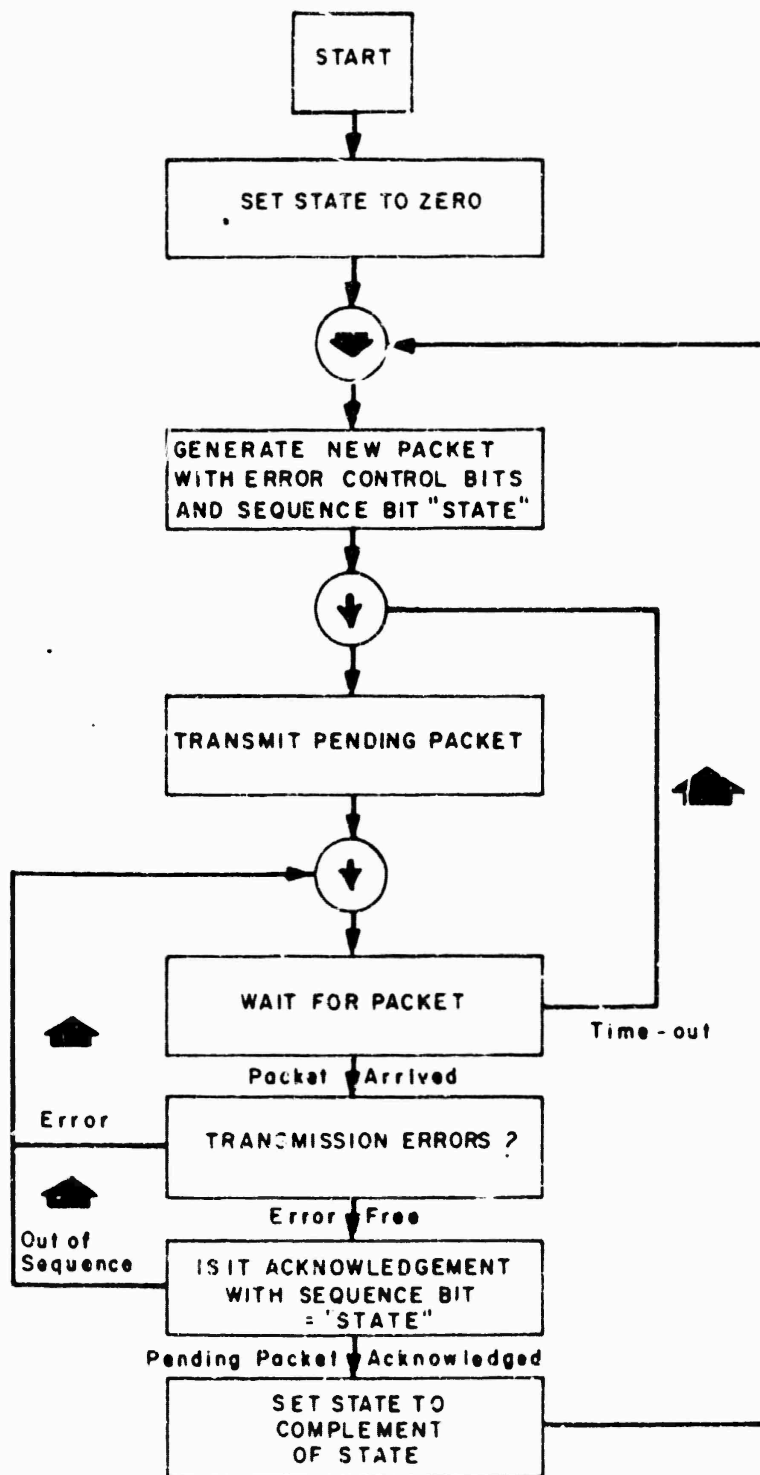 START
SET STATE TO ZERO
GENERATE NEW PACKET
WITH ERROR CONTROL BITS
AND SEQUENCE BIT "STATE"
TRANSMIT PENDING PACKET
WAIT FOR PACKET
Time-out
Packet Arrived
Error
TRANSMISSION ERRORS ?
Error Free
Out of
Sequence
IS IT ACKNOWLEDGEMENT
WITH SEQUENCE BIT
= "STATE"
Pending Packet Acknowledged
SET STATE TO
COMPLEMENT
OF STATE